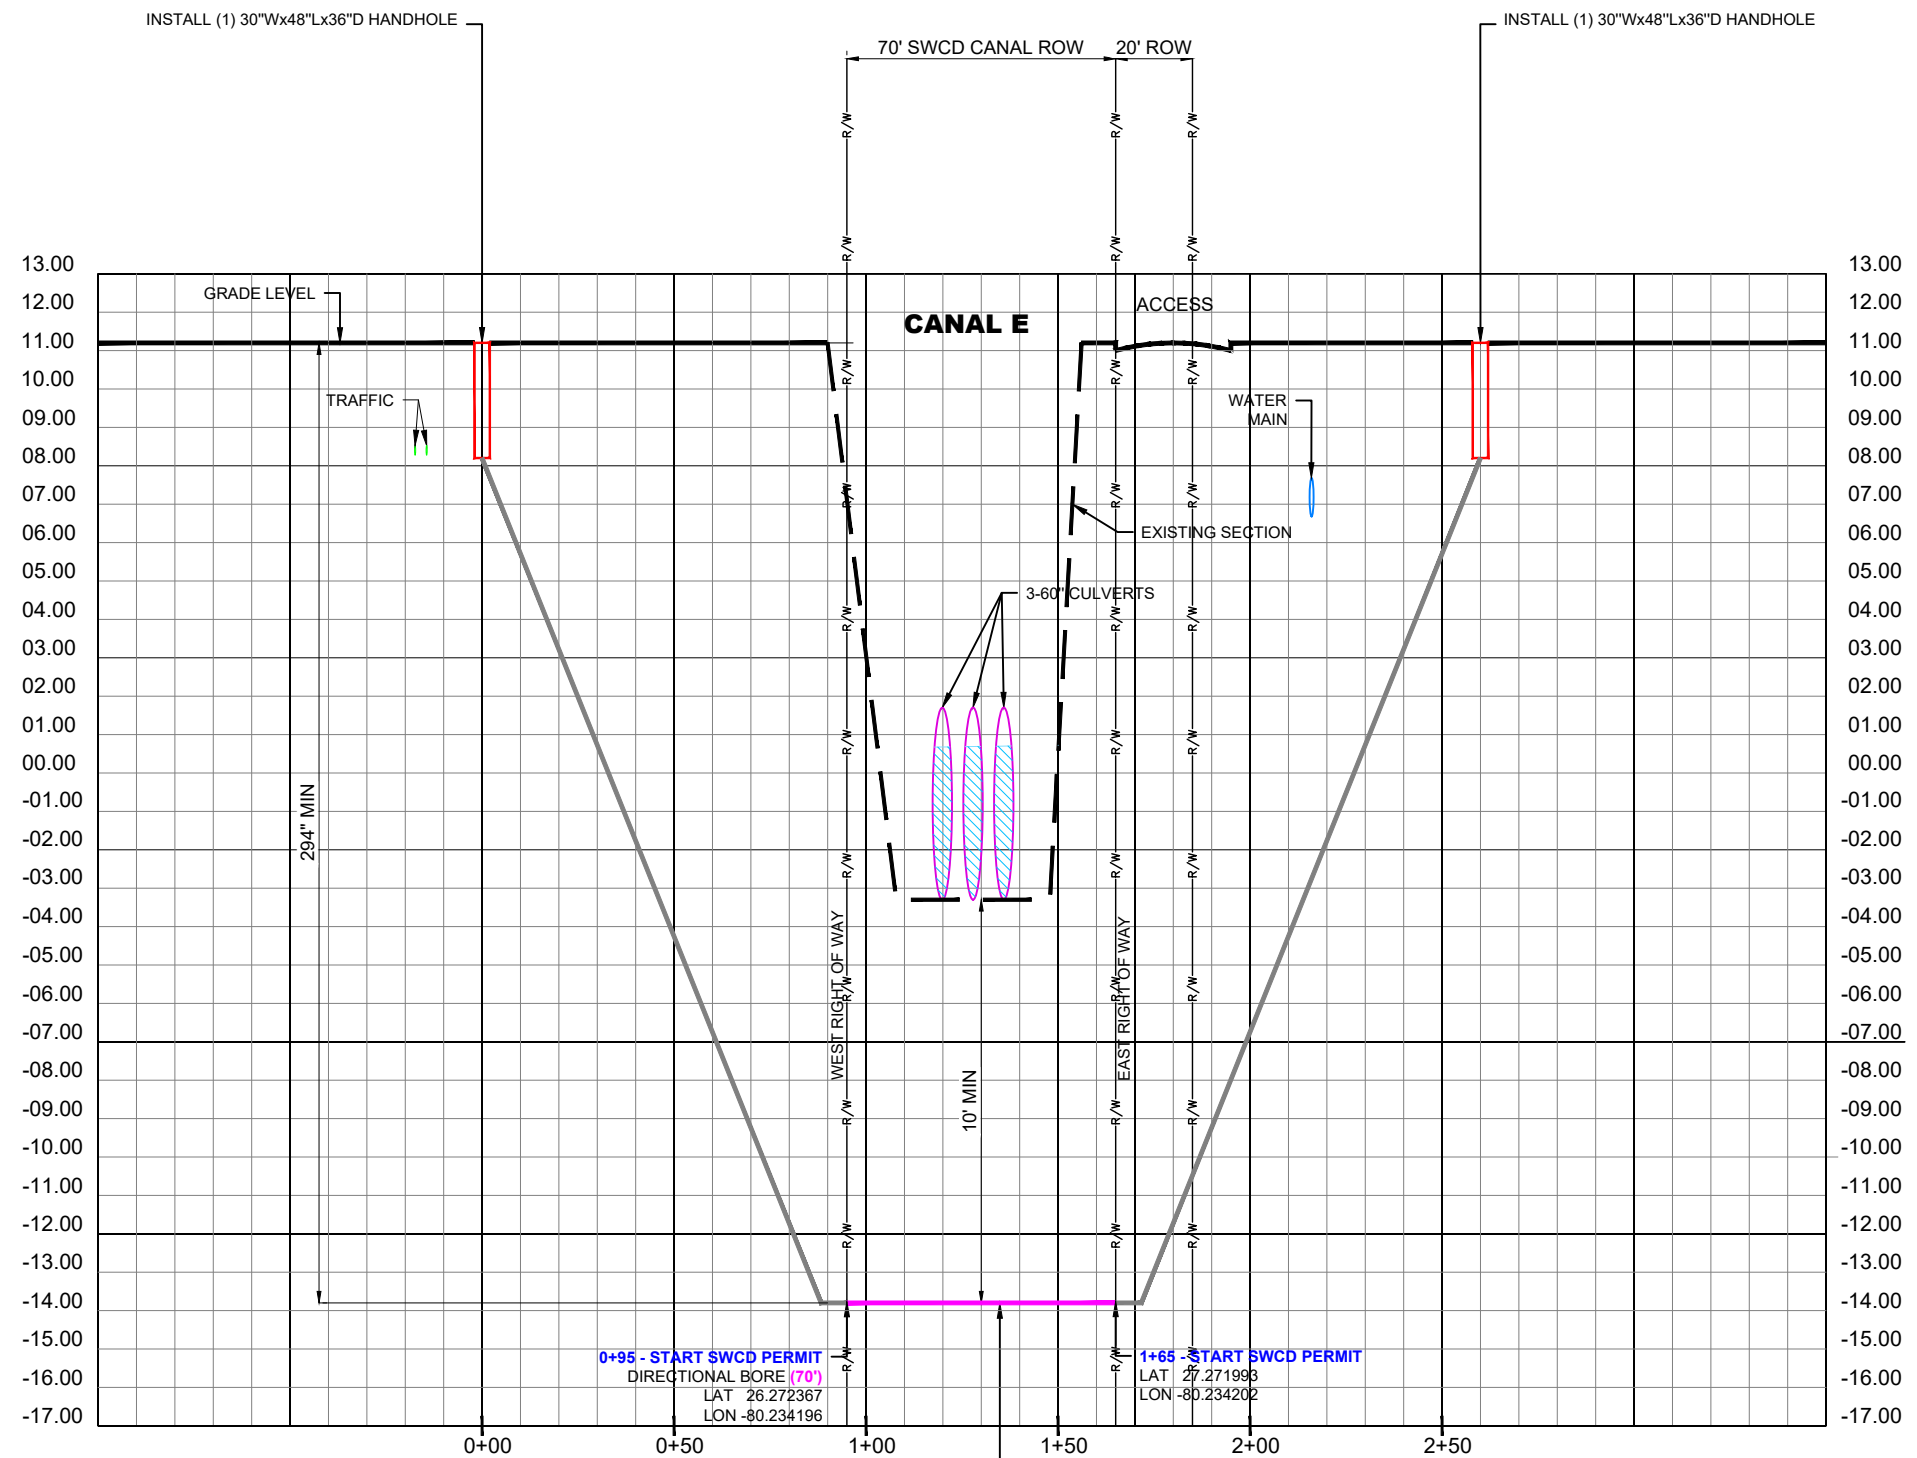 INSTALL (1) 30"Wx48"Lx36"D HANDHOLE
INSTALL (1) 30"Wx48"Lx36"D HANDHOLE
70' SWCD CANAL ROW
20' ROW
R/W R/W R/W
R/W R/W R/W
13.00 13.00
GRADE LEVEL
12.00 ACCESS 12.00
CANAL E
11.00 11.00
R/W R/W R/W
10.00 10.00
TRAFFIC
WATER
MAIN
09.00 09.00
08.00 08.00
07.00 R/W R/W R/W 07.00
06.00 EXISTING SECTION 06.00
05.00 05.00
3-60" CULVERTS
04.00 R/W R/W R/W 04.00
03.00 03.00
02.00 02.00
01.00 01.00
R/W R/W R/W
00.00 00.00
-01.00 -01.00
294" MIN
-02.00 -02.00
R/W R/W R/W
-03.00 -03.00
-04.00 -04.00
-05.00 -05.00
WEST RIGHT OF WAY
EAST RIGHT OF WAY
R/W R/W R/W
-06.00 -06.00
-07.00 -07.00
-08.00 -08.00
10' MIN
-09.00 R/W R/W R/W -09.00
-10.00 -10.00
-11.00 -11.00
-12.00 R/W R/W R/W -12.00
-13.00 -13.00
-14.00 -14.00
-15.00 -15.00
R/W R/W R/W
0+95 - START SWCD PERMIT
DIRECTIONAL BORE (70')
LAT 26.272367
LON -80.234196
1+65 - START SWCD PERMIT
LAT 27.271993
LON -80.234202
-16.00 -16.00
-17.00 -17.00
0+00 0+50 1+00 1+50 2+00 2+50